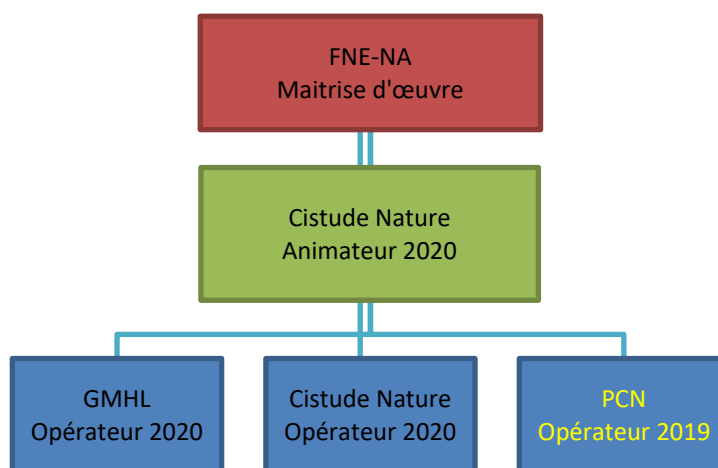 FNE-NA
Maitrise d'œuvre
Cistude Nature
Animateur 2020
GMHL
Opérateur 2020
Cistude Nature
Opérateur 2020
PCN
Opérateur 2019